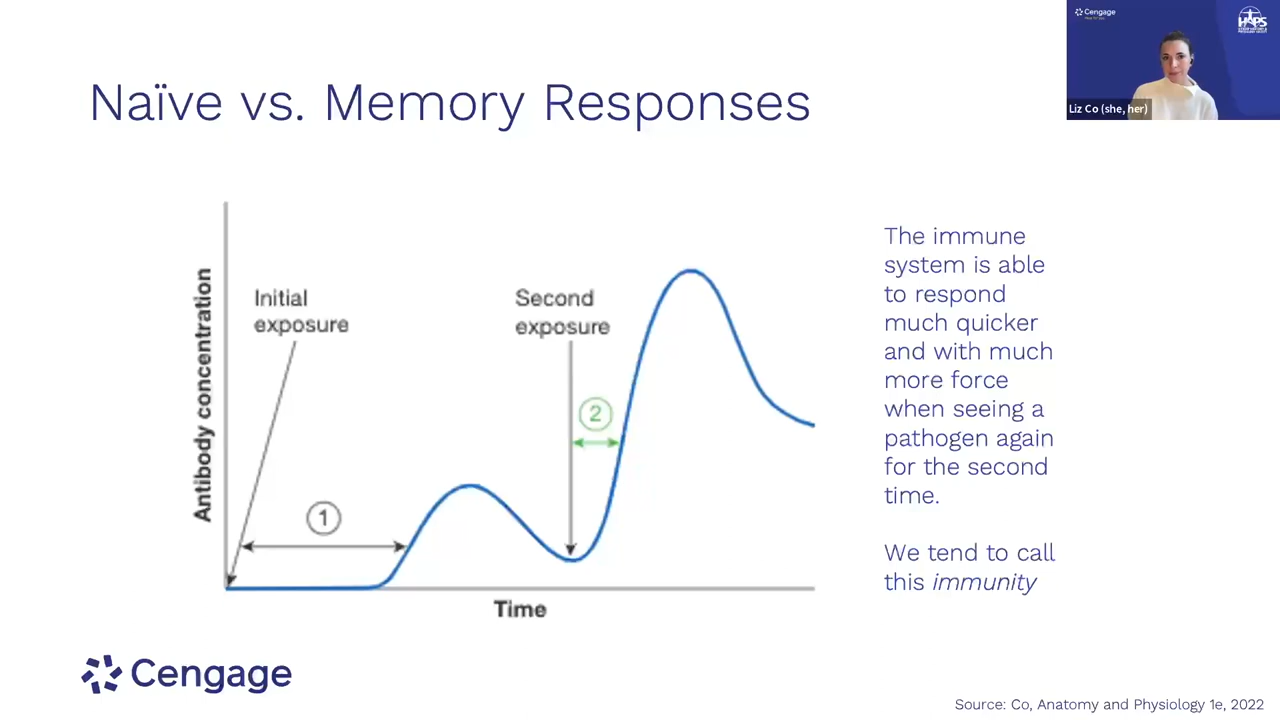 Naïve vs. Memory Responses
Cengage
HAPS
Liz Co (she, her)
Antibody concentration
Initial
exposure
Second
exposure
1
2
Time
The immune
system is able
to respond
much quicker
and with much
more force
when seeing a
pathogen again
for the second
time.
We tend to call
this immunity
Cengage
Source: Co, Anatomy and Physiology 1e, 2022